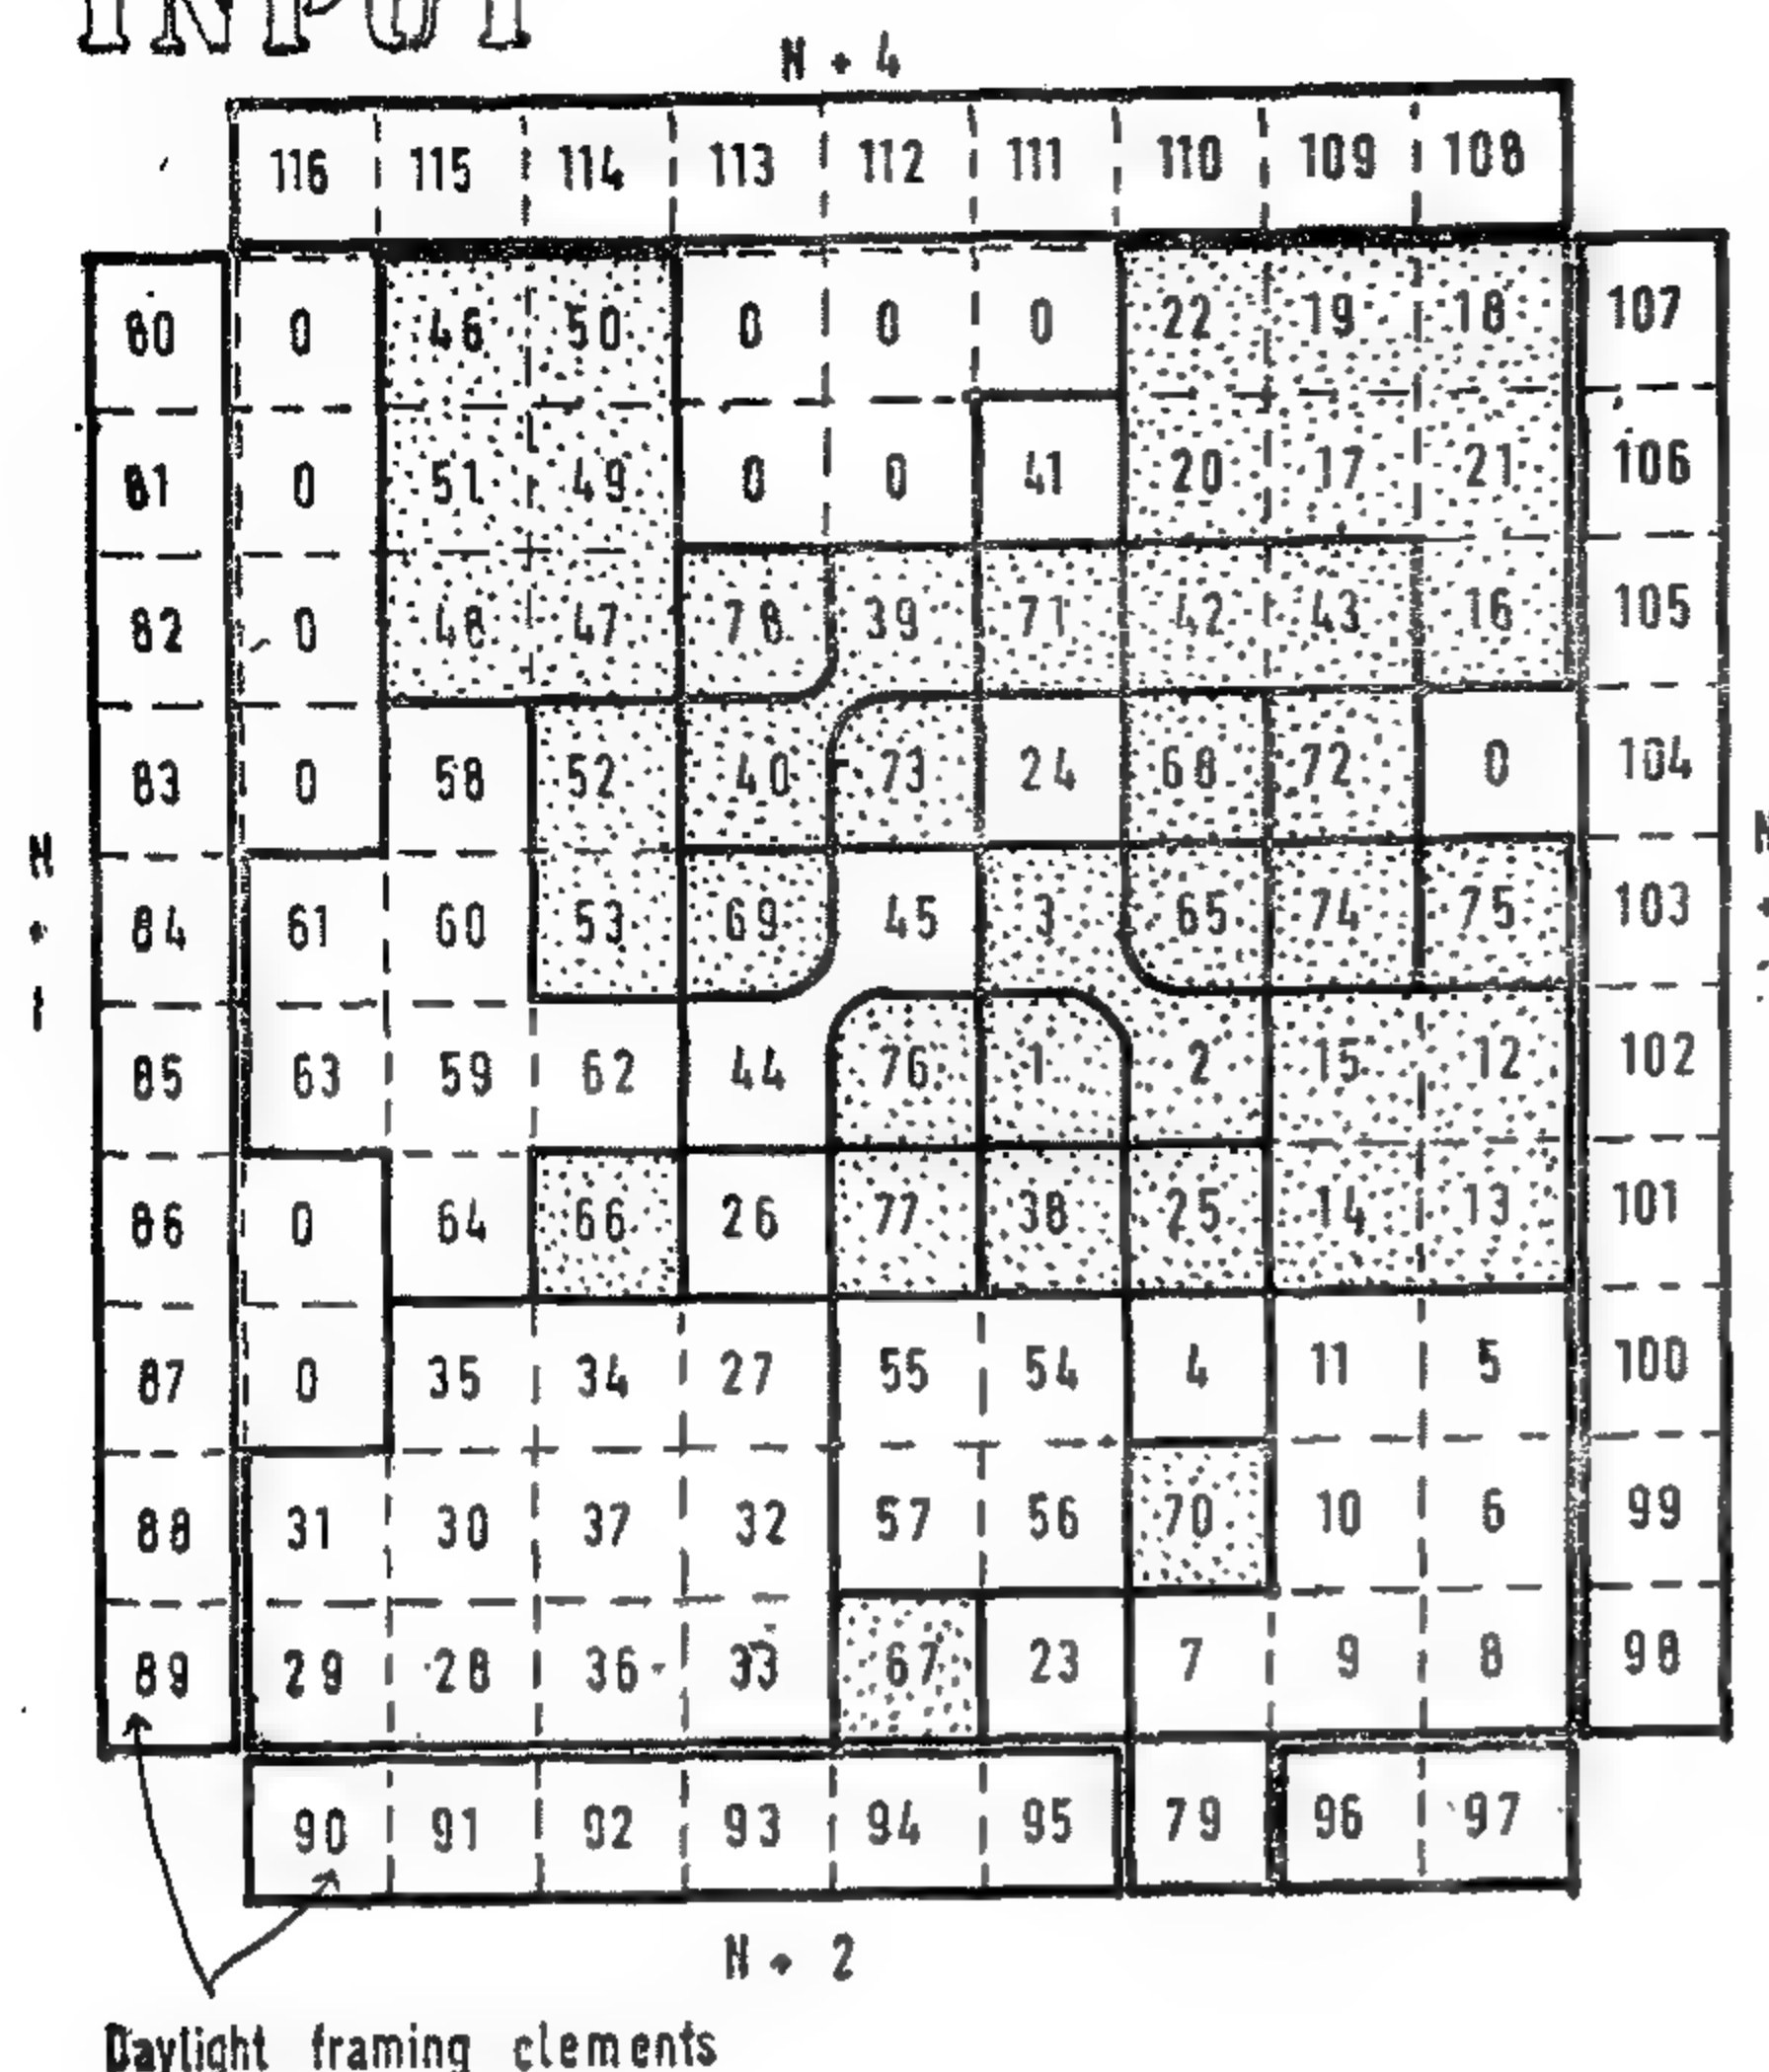 INPUT
N + 4
116 115 114 113 112 111 110 109 108
80 0 46 50 0 0 0 22 19 18 107
81 0 51 49 0 0 41 20 17 21 106
82 0 48 47 78 39 71 42 43 16 105
83 0 58 52 40 73 24 68 72 0 104
84 61 60 53 69 45 3 65 74 75 103
85 63 59 62 44 76 1 2 15 12 102
86 0 64 66 26 77 38 25 14 13 101
87 0 35 34 27 55 54 4 11 5 100
88 31 30 37 32 57 56 70 10 6 99
89 29 28 36 33 67 23 7 9 8 98
90 91 92 93 94 95 79 96 97
N + 1
N + 2
Daylight framing elements